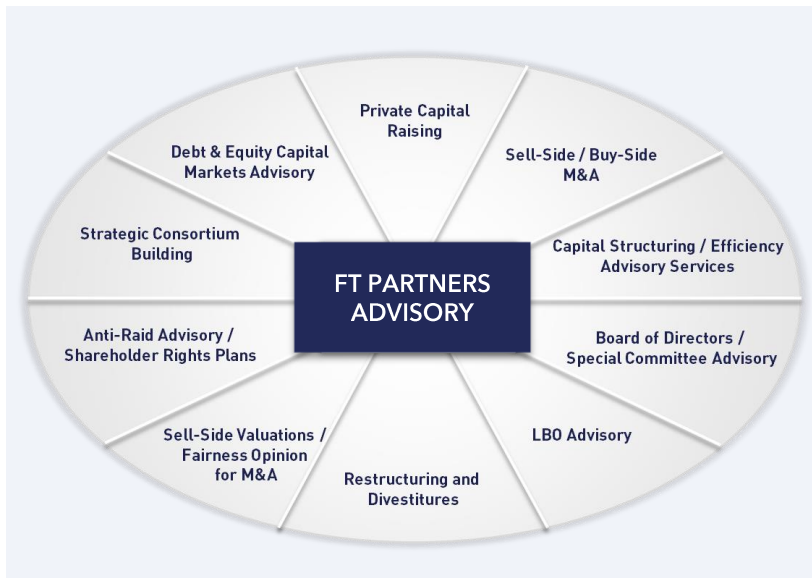 Private Capital
Raising
Debt & Equity Capital
Markets Advisory
Sell-Side / Buy-Side
M&A
Strategic Consortium
Building
Capital Structuring / Efficiency
Advisory Services
FT PARTNERS
ADVISORY
Anti-Raid Advisory /
Shareholder Rights Plans
Board of Directors /
Special Committee Advisory
Sell-Side Valuations /
Fairness Opinion
for M&A
LBO Advisory
Restructuring and
Divestitures